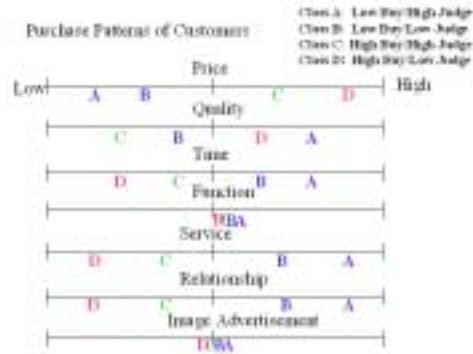 Class A: Low Buy/High Judge
Class B: Low Buy/Low Judge
Class C: High Buy/High Judge
Class D: High Buy/Low Judge
Purchase Patterns of Customers
Price
Low High
A B C D
Quality
C B D A
Time
D C B A
Function
D B A
Service
D C B A
Relationship
D C B A
Image Advertisement
D B A